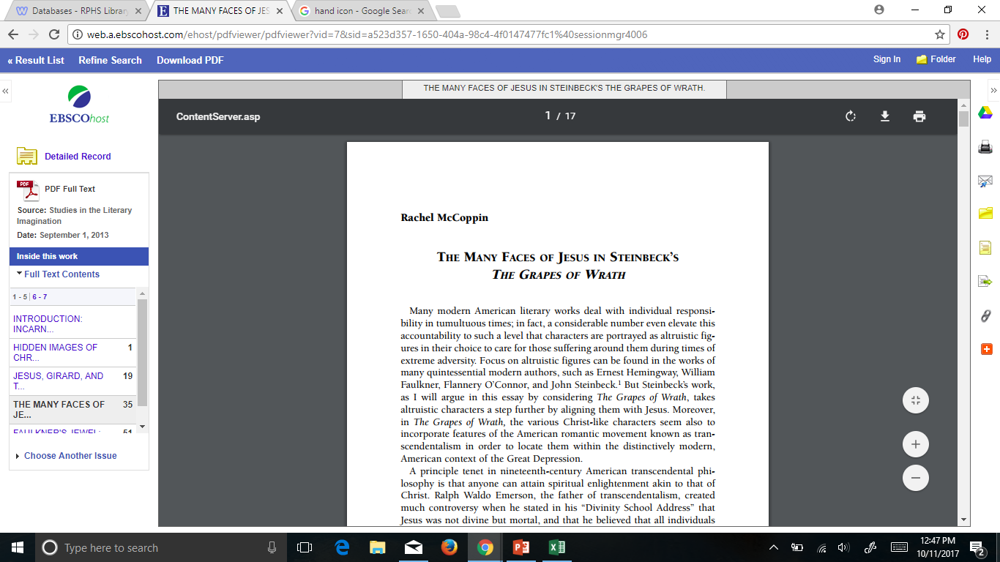 Databases - RPHS Library
THE MANY FACES OF JES
hand icon - Google Searc
web.a.ebscohost.com/ehost/pdfviewer/pdfviewer?vid=7&sid=a523d357-1650-404a-98c4-4f0147477fc1%40sessionmgr4006
« Result List Refine Search Download PDF
Sign In Folder Help
THE MANY FACES OF JESUS IN STEINBECK'S THE GRAPES OF WRATH.
EBSCOhost
ContentServer.asp
1 / 17
Detailed Record
PDF
PDF Full Text
Source: Studies in the Literary
Imagination
Date: September 1, 2013
Inside this work
Full Text Contents
1 - 5 | 6 - 7
INTRODUCTION:
INCARN...
HIDDEN IMAGES OF 1
CHR...
JESUS, GIRARD, AND 19
T...
THE MANY FACES OF 35
JE...
FAULKNER'S JEWEL: 51
Choose Another Issue
Rachel McCoppin
THE MANY FACES OF JESUS IN STEINBECK'S
THE GRAPES OF WRATH
Many modern American literary works deal with individual responsi-
bility in tumultuous times; in fact, a considerable number even elevate this
accountability to such a level that characters are portrayed as altruistic fig-
ures in their choice to care for those suffering around them during times of
extreme adversity. Focus on altruistic figures can be found in the works of
many quintessential modern authors, such as Ernest Hemingway, William
Faulkner, Flannery O'Connor, and John Steinbeck.1 But Steinbeck's work,
as I will argue in this essay by considering The Grapes of Wrath, takes
altruistic characters a step further by aligning them with Jesus. Moreover,
in The Grapes of Wrath, the various Christ-like characters seem also to
incorporate features of the American romantic movement known as tran-
scendentalism in order to locate them within the distinctively modern,
American context of the Great Depression.
A principle tenet in nineteenth-century American transcendental phi-
losophy is that anyone can attain spiritual enlightenment akin to that of
Christ. Ralph Waldo Emerson, the father of transcendentalism, created
much controversy when he stated in his “Divinity School Address” that
Jesus was not divine but mortal, and that he believed that all individuals
Type here to search
12:47 PM
10/11/2017
2